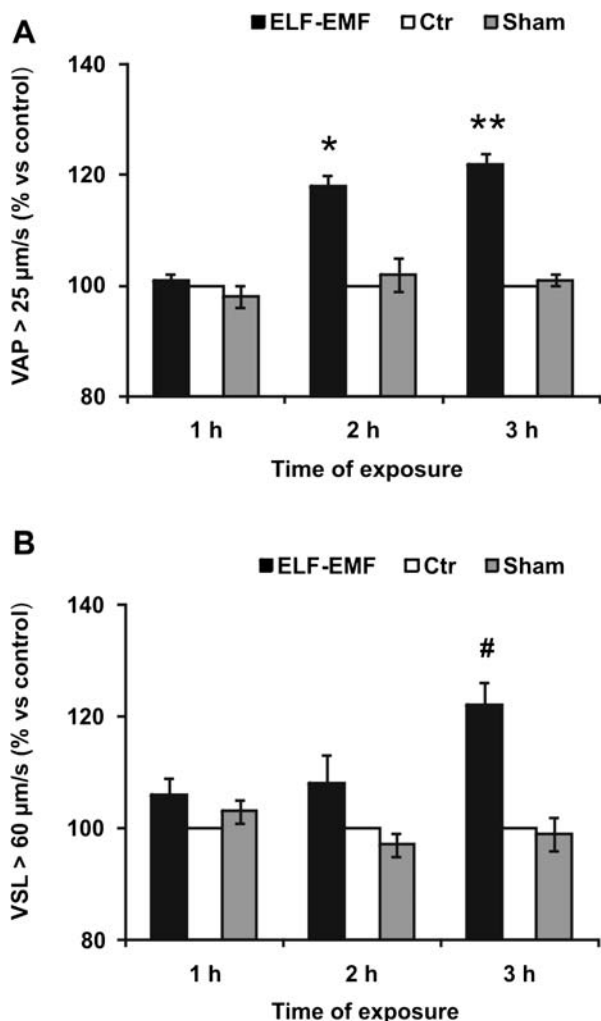 A
ELF-EMF Ctr Sham
VAP > 25 µm/s (% vs control)
140
120
100
80
* **
1 h 2 h 3 h
Time of exposure
B
ELF-EMF Ctr Sham
VSL > 60 µm/s (% vs control)
140
120
100
80
#
1 h 2 h 3 h
Time of exposure